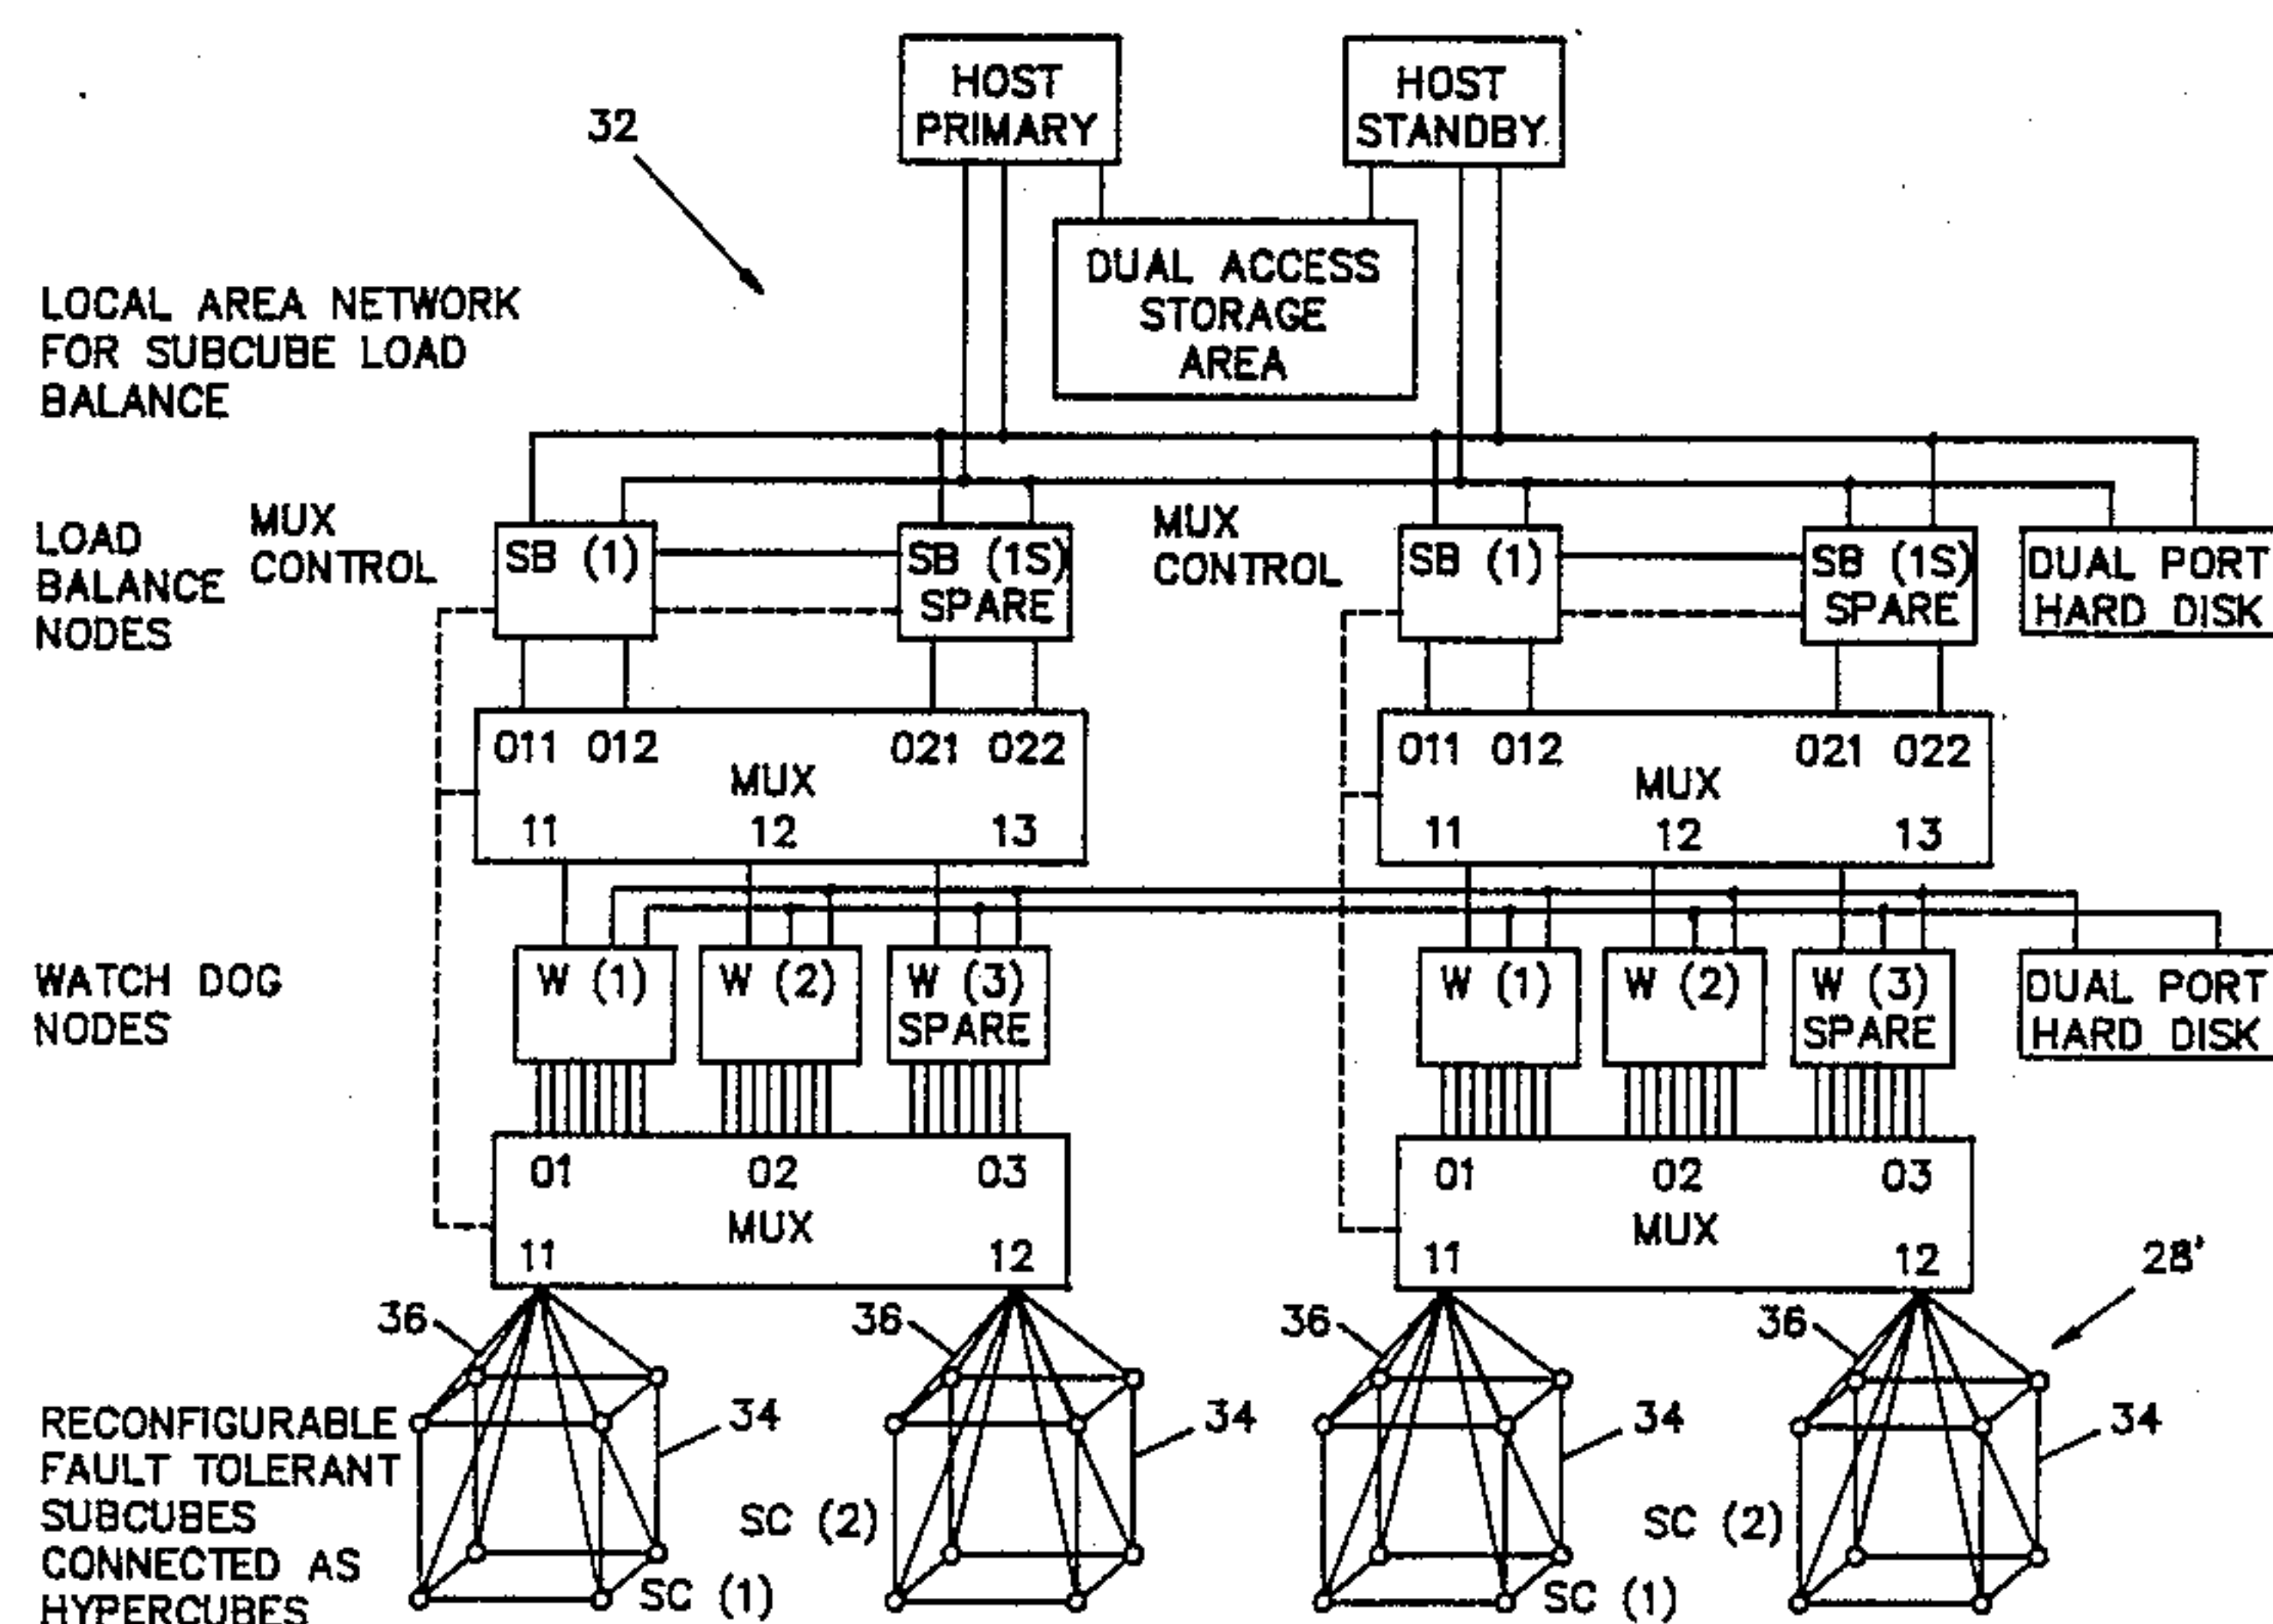 HOST
PRIMARY
HOST
STANDBY
32
DUAL ACCESS
STORAGE
AREA
LOCAL AREA NETWORK
FOR SUBCUBE LOAD
BALANCE
LOAD
BALANCE
NODES
MUX
CONTROL
SB (1)
SB (1S)
SPARE
MUX
CONTROL
SB (1)
SB (1S)
SPARE
DUAL PORT
HARD DISK
011 012 021 022
MUX
11 12 13
011 012 021 022
MUX
11 12 13
WATCH DOG
NODES
W (1)
W (2)
W (3)
SPARE
W (1)
W (2)
W (3)
SPARE
DUAL PORT
HARD DISK
01 02 03
MUX
11 12
01 02 03
MUX
11 12
28'
36
36
36
36
34
34
34
34
RECONFIGURABLE
FAULT TOLERANT
SUBCUBES
CONNECTED AS
HYPERCUBES
SC (1)
SC (2)
SC (1)
SC (2)